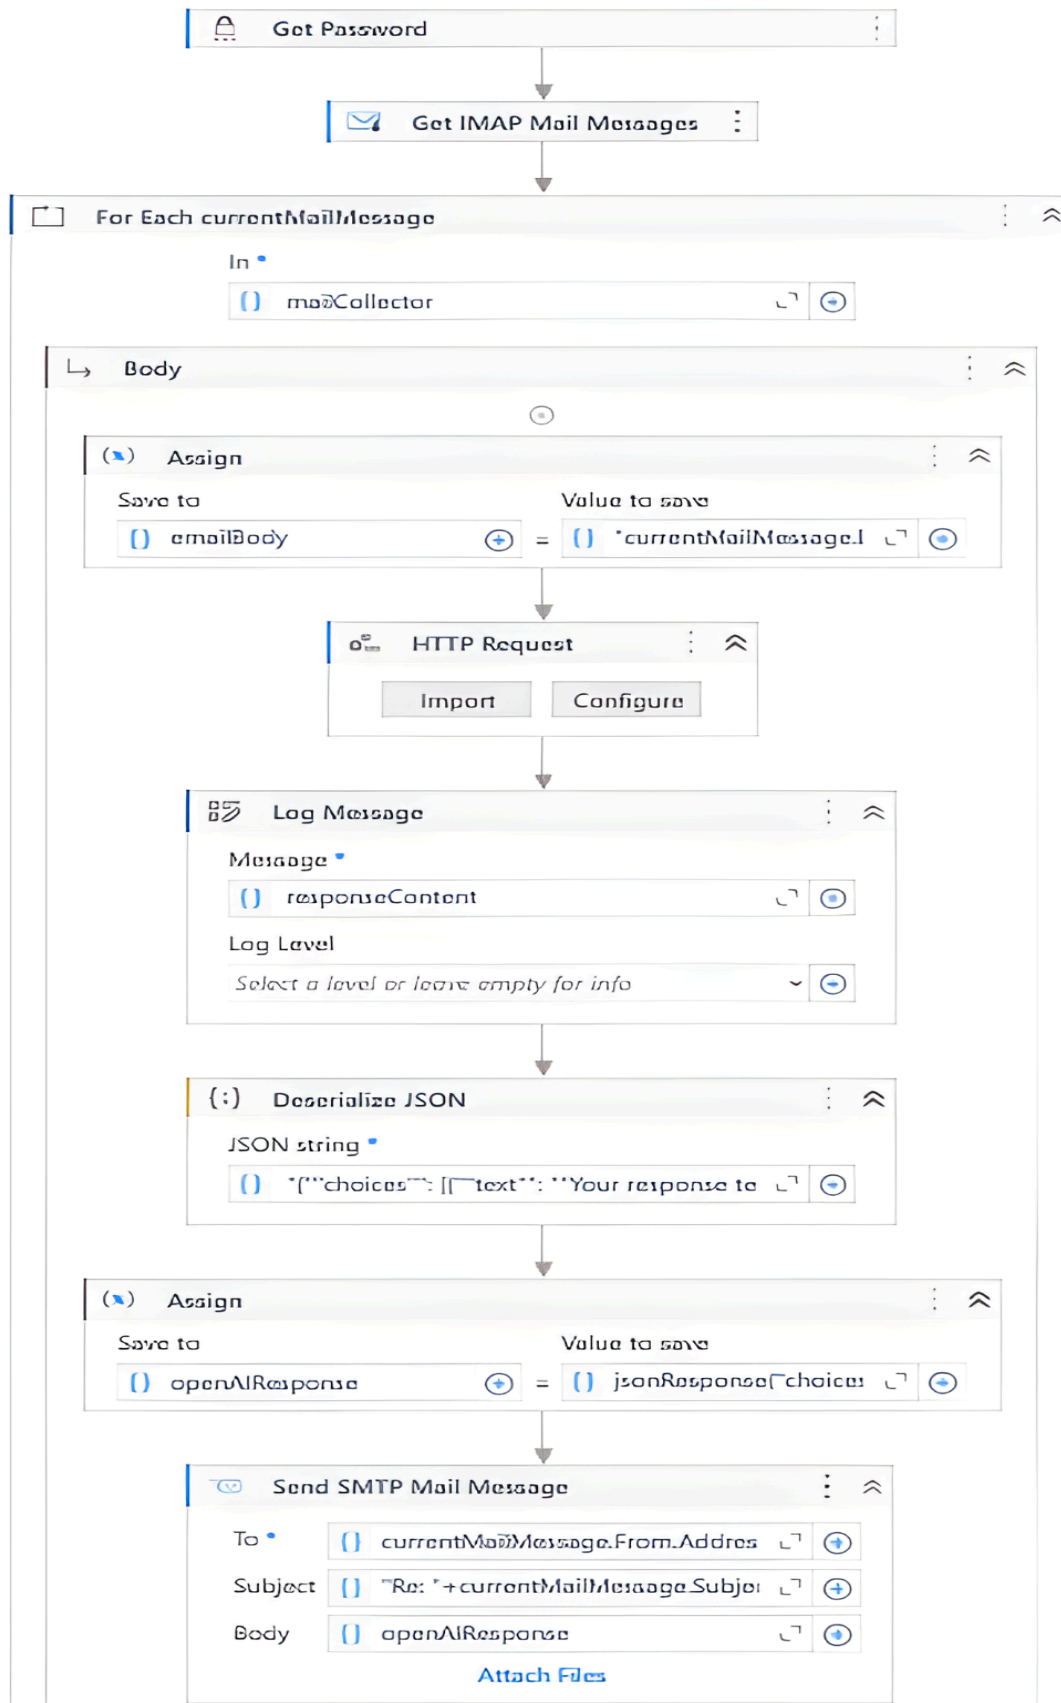 Get Password
Get IMAP Mail Messages
For Each currentMailMessage
In
mailCollector
Body
Assign
Save to
Value to save
emailBody
=
"currentMailMessage.
HTTP Request
Import
Configure
Log Message
Message
responseContent
Log Level
Select a level or leave empty for info
{;} Deserialize JSON
JSON string
choices text Your response to
Assign
Save to
Value to save
openAIResponse
=
jsonResponse("choices
Send SMTP Mail Message
To
currentMailMessage.From.Addres
Subject
"Re: "+currentMailMessage.Subje
Body
openAIResponse
Attach Files